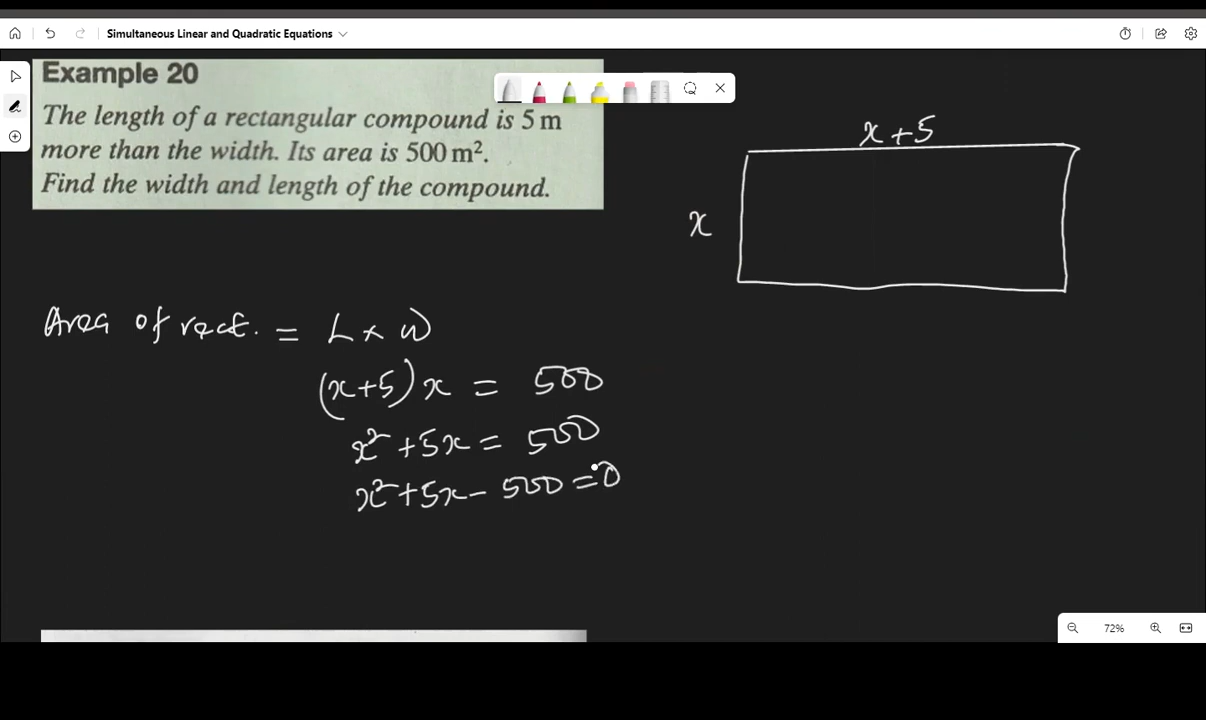 Simultaneous Linear and Quadratic Equations
Example 20
The length of a rectangular compound is 5 m
more than the width. Its area is 500 m².
Find the width and length of the compound.
x + 5
x
Area of rect. = L × W
(x+5)x = 500
x² + 5x = 500
x² + 5x - 500 = 0
72%